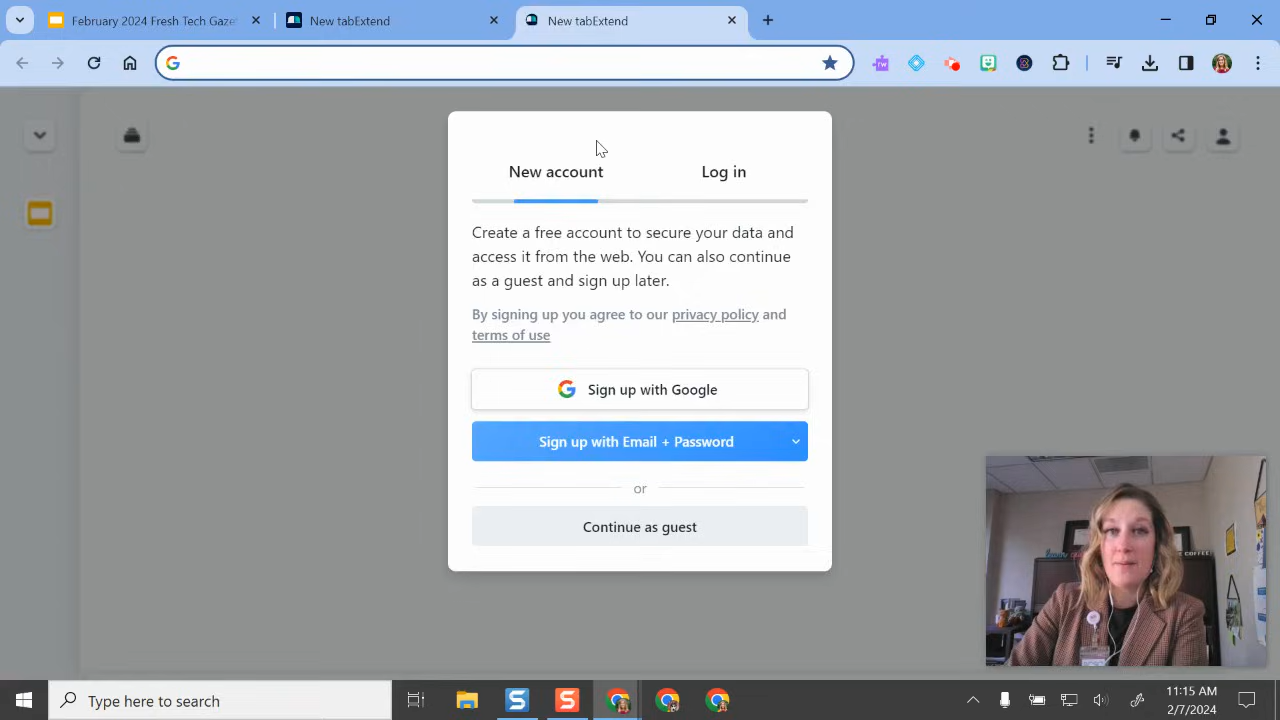 February 2024 Fresh Tech Gaze
New tabExtend
New tabExtend
New account
Log in
Create a free account to secure your data and
access it from the web. You can also continue
as a guest and sign up later.
By signing up you agree to our privacy policy and
terms of use
Sign up with Google
Sign up with Email + Password
or
Continue as guest
COFFEE!
Type here to search
11:15 AM
2/7/2024